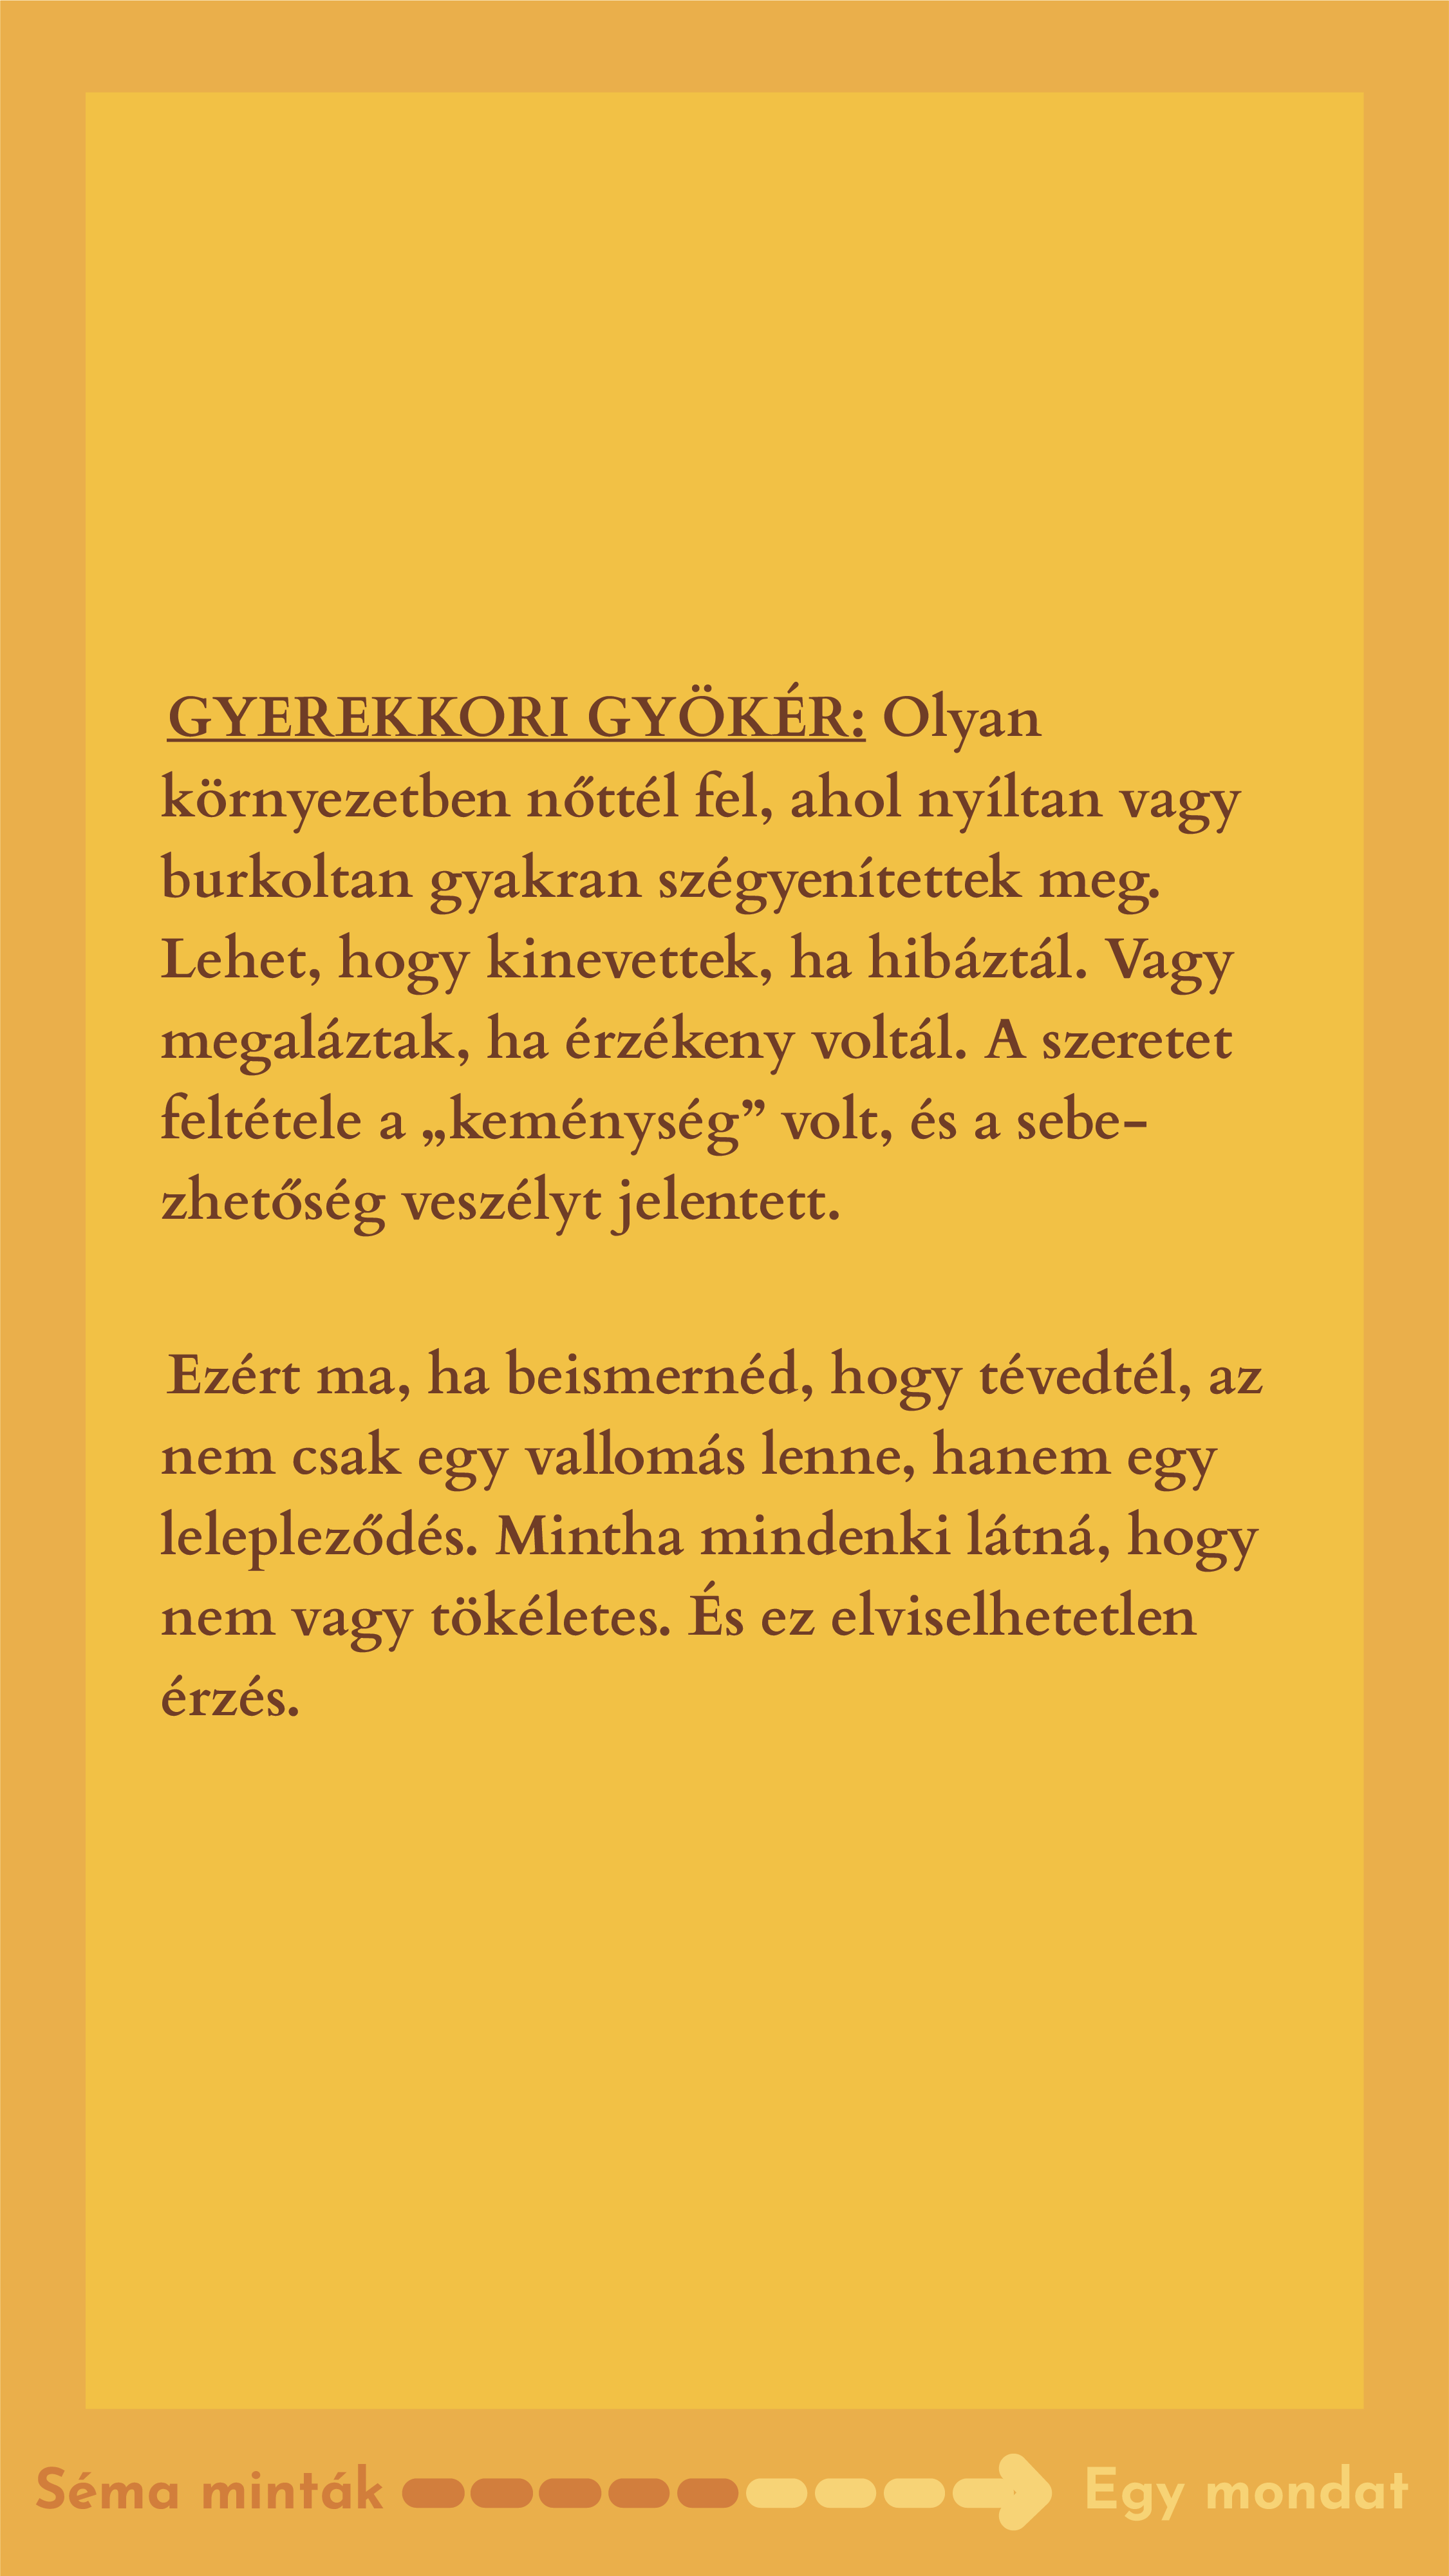 GYEREKKORI GYÖKÉR: Olyan
környezetben nőttél fel, ahol nyíltan vagy
burkoltan gyakran szégyenítettek meg.
Lehet, hogy kinevettek, ha hibáztál. Vagy
megaláztak, ha érzékeny voltál. A szeretet
feltétele a „keménység” volt, és a sebe-
zhetőség veszélyt jelentett.
Ezért ma, ha beismernéd, hogy tévedtél, az
nem csak egy vallomás lenne, hanem egy
lelepleződés. Mintha mindenki látná, hogy
nem vagy tökéletes. És ez elviselhetetlen
érzés.
Séma minták Egy mondat